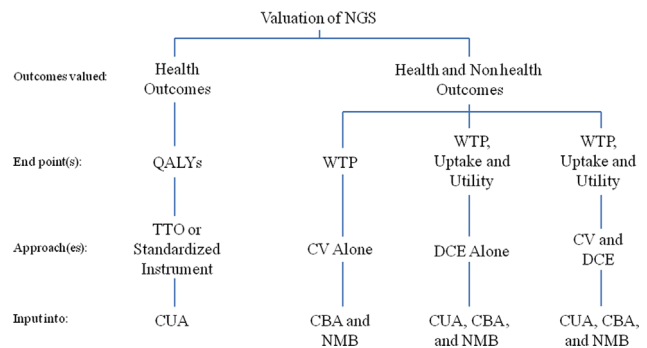 Valuation of NGS
Outcomes valued:
Health
Outcomes
Health and Nonhealth
Outcomes
End point(s):
QALYs
WTP
WTP,
Uptake and
Utility
WTP,
Uptake and
Utility
Approach(es):
TTO or
Standardized
Instrument
CV Alone
DCE Alone
CV and
DCE
Input into:
CUA
CBA and
NMB
CUA, CBA,
and NMB
CUA, CBA,
and NMB